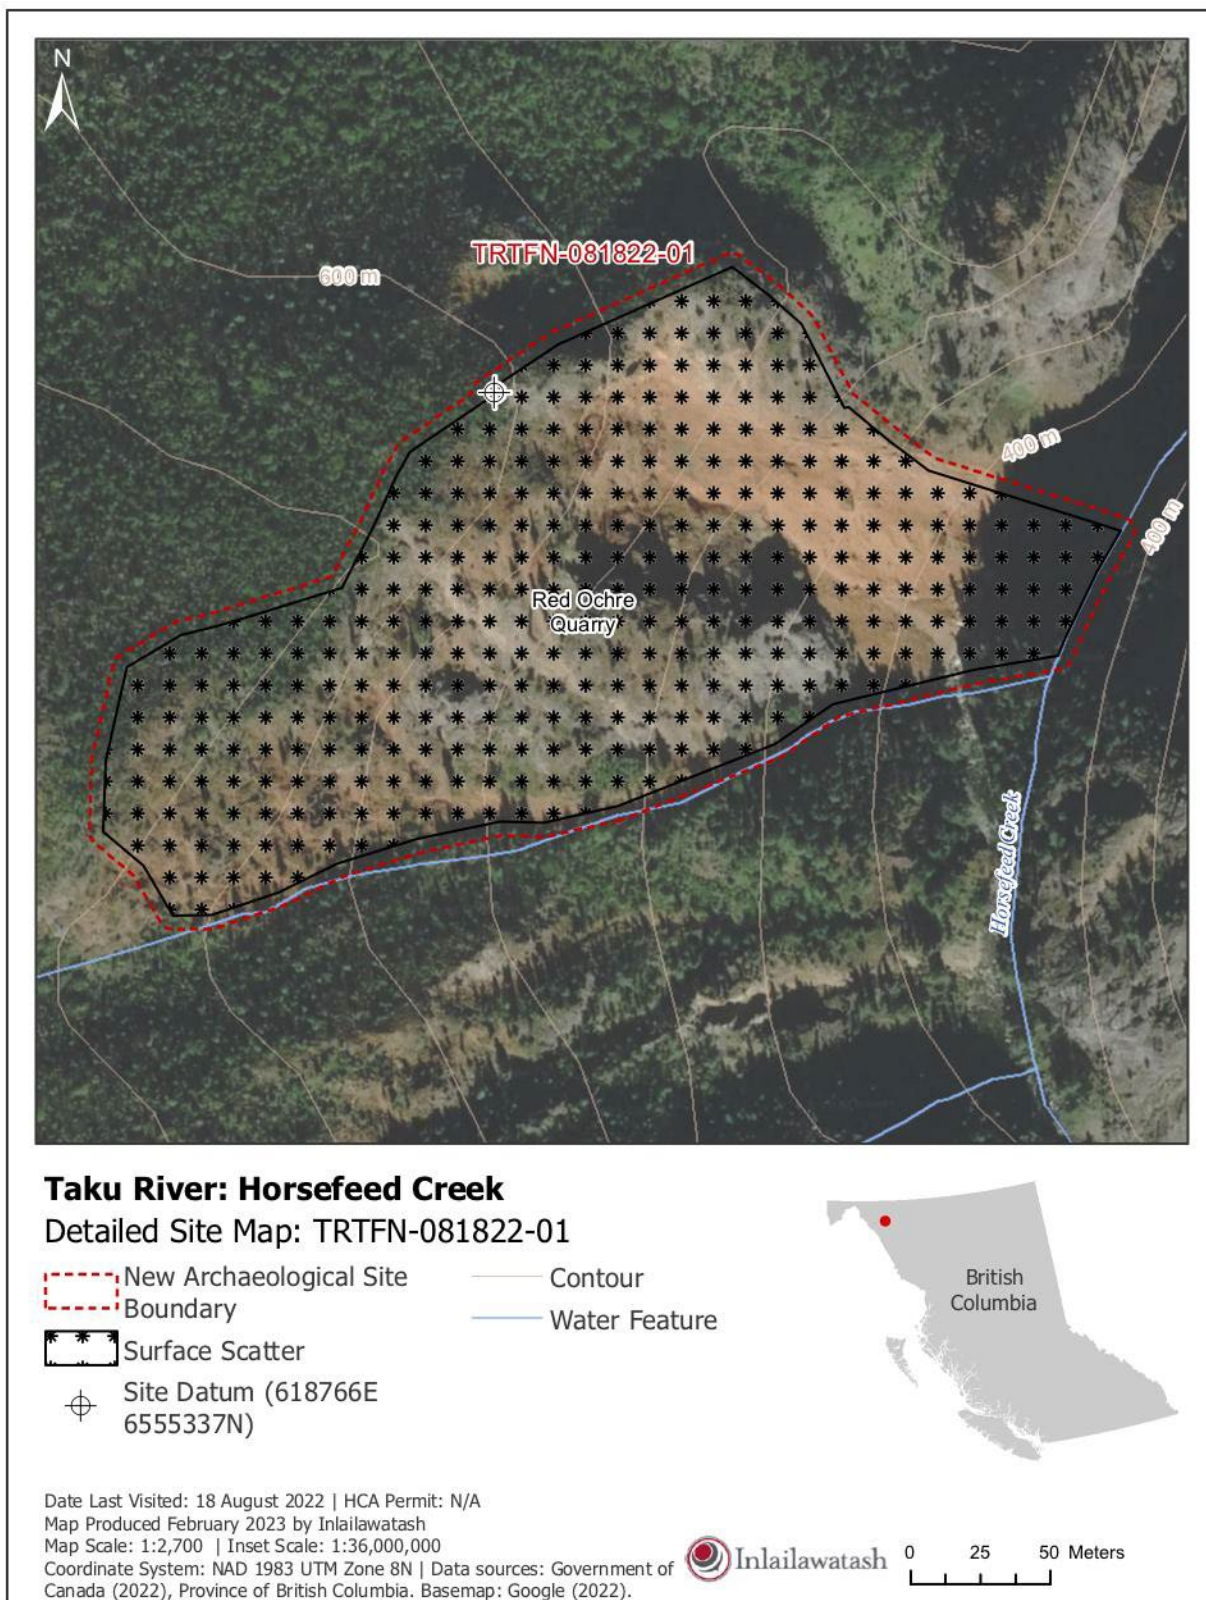 N
TRTFN-081822-01
600 m
400 m
400 m
Red Ochre
Quarry
Horsefeed Creek
Taku River: Horsefeed Creek
Detailed Site Map: TRTFN-081822-01
New Archaeological Site
Boundary
Surface Scatter
Site Datum (618766E
6555337N)
Contour
Water Feature
British
Columbia
Date Last Visited: 18 August 2022 | HCA Permit: N/A
Map Produced February 2023 by Inlailawatash
Map Scale: 1:2,700 | Inset Scale: 1:36,000,000
Coordinate System: NAD 1983 UTM Zone 8N | Data sources: Government of
Canada (2022), Province of British Columbia. Basemap: Google (2022).
Inlailawatash
0 25 50 Meters